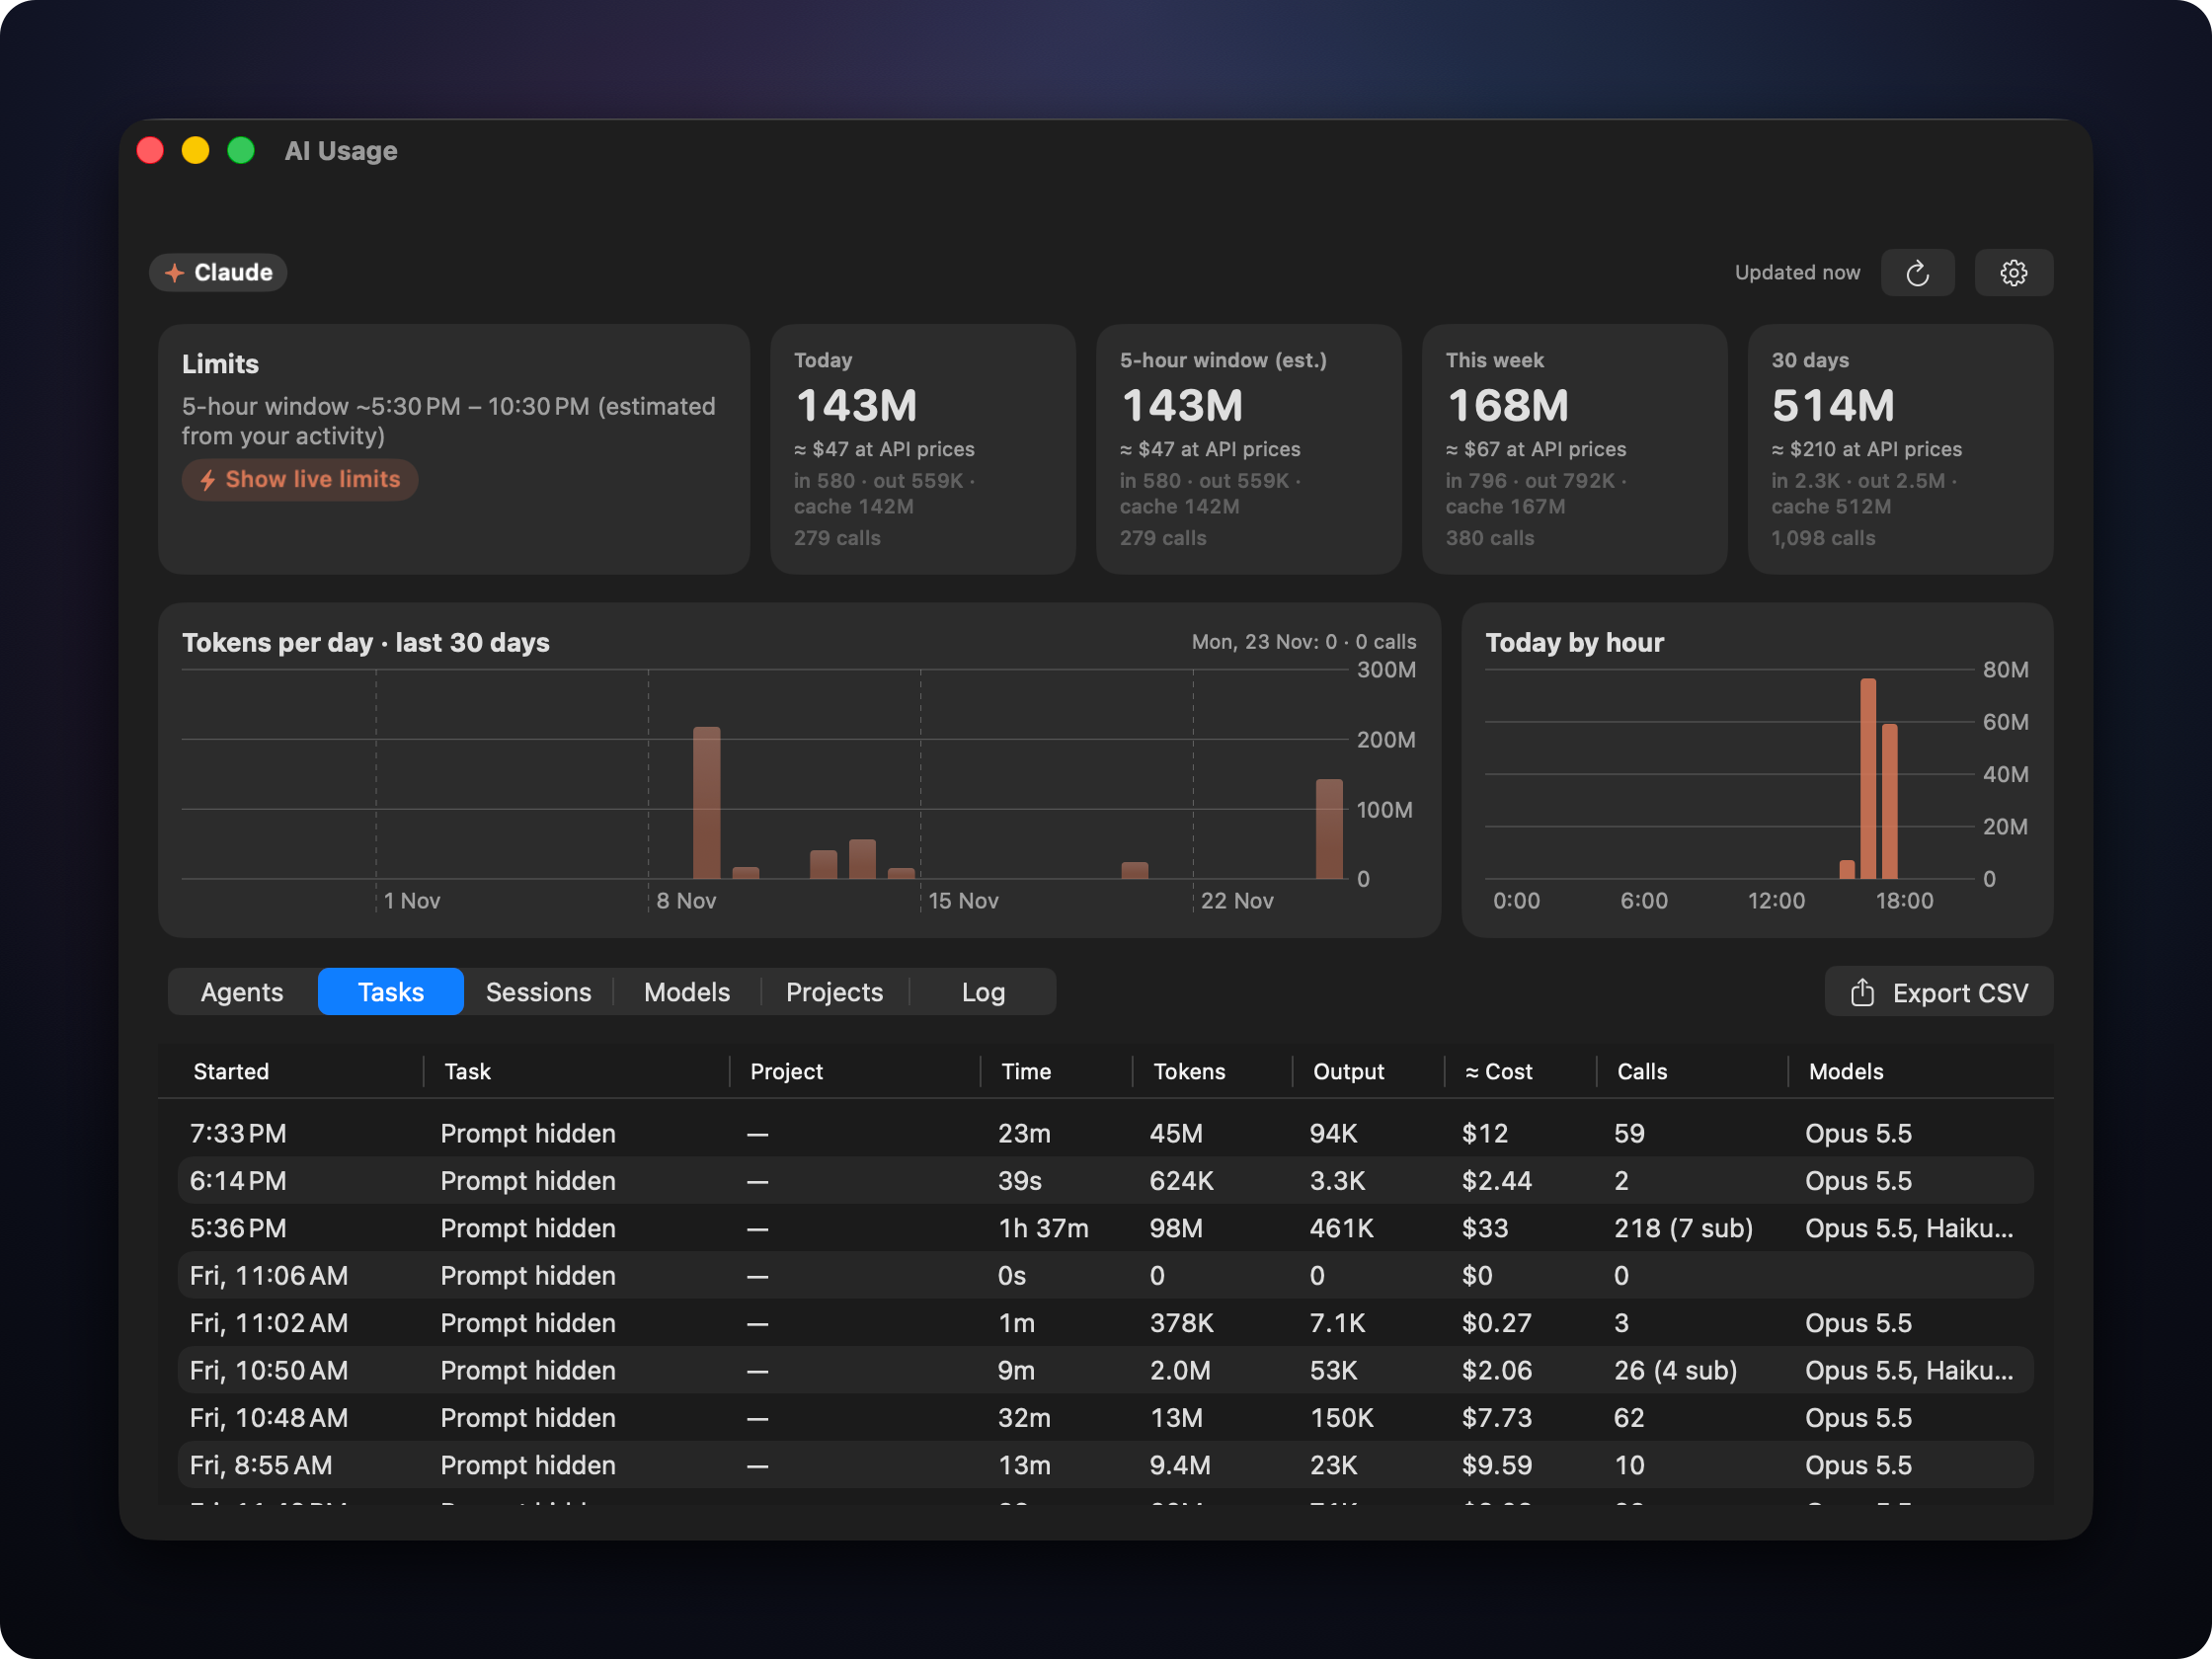 AI Usage
Claude
Updated now
Limits
5-hour window ~5:30 PM – 10:30 PM (estimated
from your activity)
Show live limits
Today
143M
≈ $47 at API prices
in 580 · out 559K ·
cache 142M
279 calls
5-hour window (est.)
143M
≈ $47 at API prices
in 580 · out 559K ·
cache 142M
279 calls
This week
168M
≈ $67 at API prices
in 796 · out 792K ·
cache 167M
380 calls
30 days
514M
≈ $210 at API prices
in 2.3K · out 2.5M ·
cache 512M
1,098 calls
Tokens per day · last 30 days
Mon, 23 Nov: 0 · 0 calls
300M
200M
100M
0
1 Nov
8 Nov
15 Nov
22 Nov
Today by hour
80M
60M
40M
20M
0
0:00
6:00
12:00
18:00
Agents
Tasks
Sessions
Models
Projects
Log
Export CSV
Started Task Project Time Tokens Output ≈ Cost Calls Models
7:33 PM Prompt hidden — 23m 45M 94K $12 59 Opus 5.5
6:14 PM Prompt hidden — 39s 624K 3.3K $2.44 2 Opus 5.5
5:36 PM Prompt hidden — 1h 37m 98M 461K $33 218 (7 sub) Opus 5.5, Haiku...
Fri, 11:06 AM Prompt hidden — 0s 0 0 $0 0
Fri, 11:02 AM Prompt hidden — 1m 378K 7.1K $0.27 3 Opus 5.5
Fri, 10:50 AM Prompt hidden — 9m 2.0M 53K $2.06 26 (4 sub) Opus 5.5, Haiku...
Fri, 10:48 AM Prompt hidden — 32m 13M 150K $7.73 62 Opus 5.5
Fri, 8:55 AM Prompt hidden — 13m 9.4M 23K $9.59 10 Opus 5.5